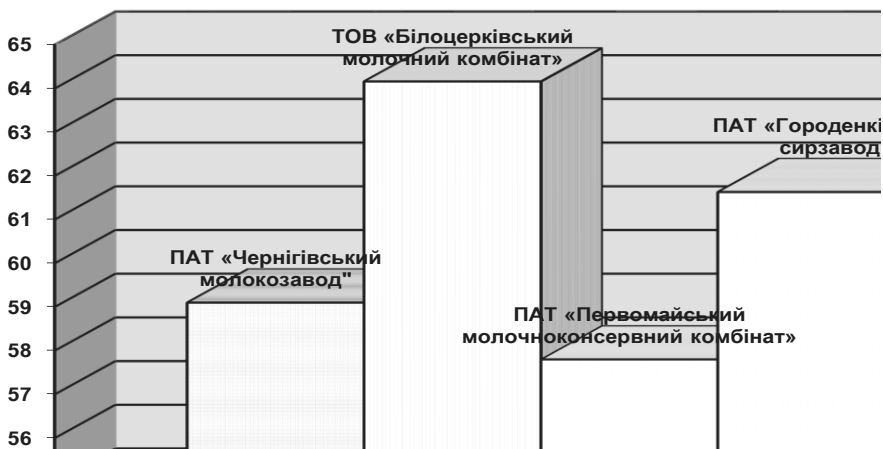 65
ТОВ «Білоцерківський
молочний комбінат»
64
63
ПАТ «Городенкі
сирзавод
62
61
60
ПАТ «Чернігівський
молокозавод"
59
ПАТ «Первомайський
молочноконсервний комбінат»
58
57
56